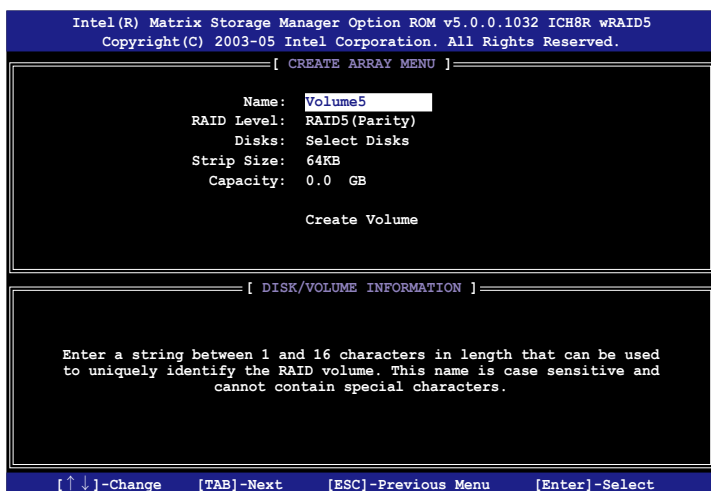 Intel(R) Matrix Storage Manager Option ROM v5.0.0.1032 ICH8R wRAID5
Copyright(C) 2003-05 Intel Corporation. All Rights Reserved.
[ CREATE ARRAY MENU ]
Name: Volume5
RAID Level: RAID5(Parity)
Disks: Select Disks
Strip Size: 64KB
Capacity: 0.0 GB
Create Volume
[ DISK/VOLUME INFORMATION ]
Enter a string between 1 and 16 characters in length that can be used
to uniquely identify the RAID volume. This name is case sensitive and
cannot contain special characters.
[↑↓]-Change [TAB]-Next [ESC]-Previous Menu [Enter]-Select